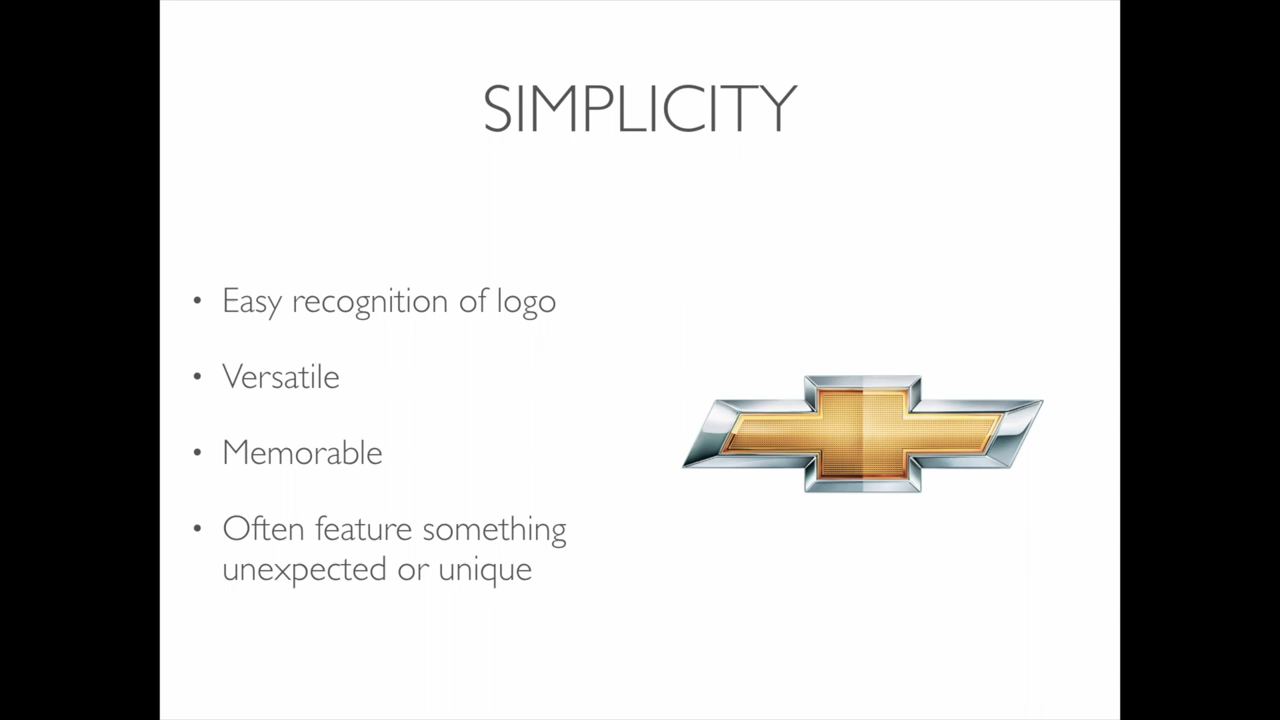 SIMPLICITY
• Easy recognition of logo
• Versatile
• Memorable
• Often feature something
unexpected or unique